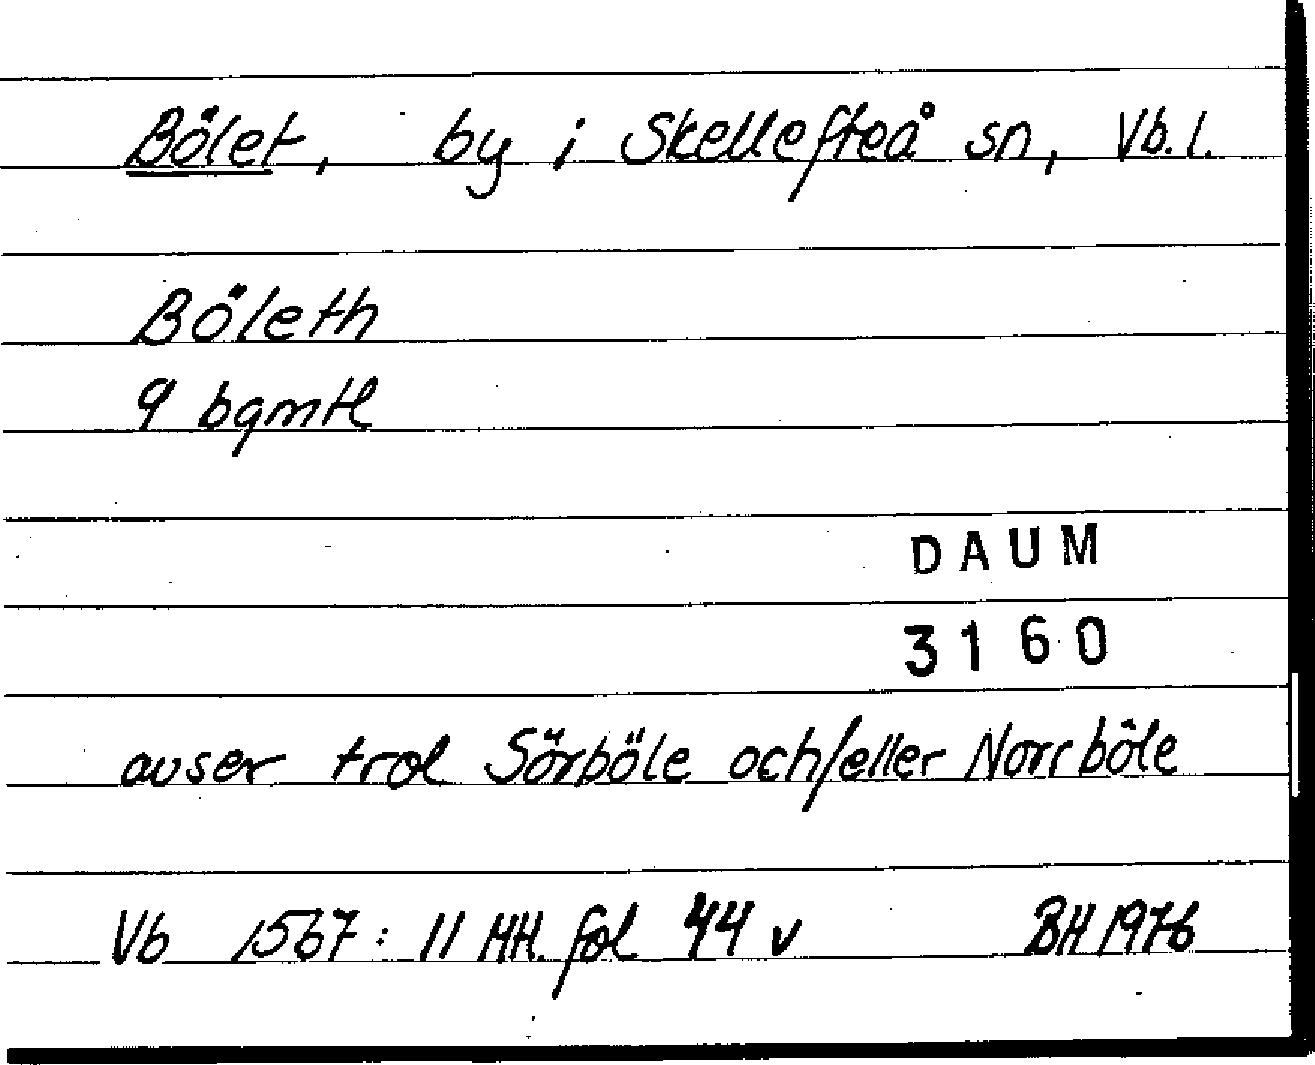 Bölet, by i Skellefteå sn, Vb. l.
Böleth
9 bgmtl
DAUM
3160
avser trol Sörböle och/eller Norrböle
Vb 1567: 11 HH. fol 44 v BH 1976